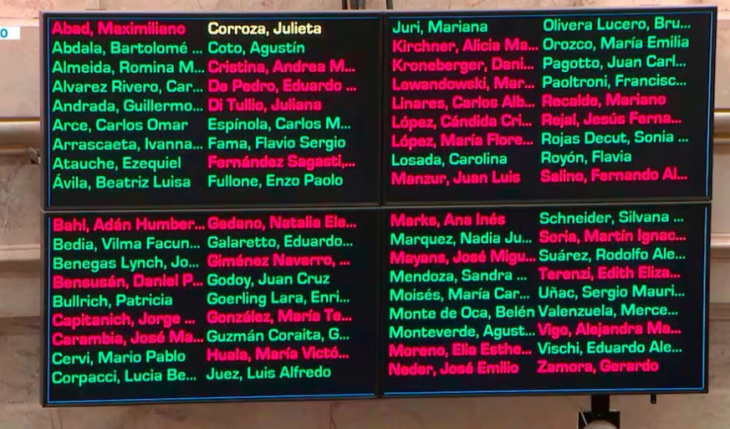 O
Abad, Maximiliano
Abdala, Bartolomé ...
Almeida, Romina M...
Alvarez Rivero, Car...
Andrada, Guillermo...
Arce, Carlos Omar
Arrascaeta, Ivanna...
Atauche, Ezequiel
Ávila, Beatriz Luisa
Corroza, Julieta
Coto, Agustín
Cristina, Andrea M...
De Pedro, Eduardo ...
Di Tullio, Juliana
Espínola, Carlos M...
Fama, Flavio Sergio
Fernández Sagasti,...
Fullone, Enzo Paolo
Juri, Mariana
Kirchner, Alicia Ma...
Kroneberger, Dani...
Lewandowski, Mar...
Linares, Carlos Alb...
López, Cándida Cri...
López, María Flore...
Losada, Carolina
Manzur, Juan Luis
Olivera Lucero, Bru...
Orozco, María Emilia
Pagotto, Juan Carl...
Paoltroni, Francisc...
Recalde, Mariano
Rejal, Jesús Ferna...
Rojas Decut, Sonia ...
Royón, Flavia
Salino, Fernando Al...
Bahl, Adán Humber...
Bedia, Vilma Facun...
Benegas Lynch, Jo...
Bensusán, Daniel P...
Bullrich, Patricia
Capitanich, Jorge ...
Carambia, José Ma...
Cervi, Mario Pablo
Corpacci, Lucia Be...
Gadano, Natalia Ele...
Galaretto, Eduardo...
Giménez Navarro, ...
Godoy, Juan Cruz
Goerling Lara, Enri...
González, María Te...
Guzmán Coraita, G...
Huala, María Victó...
Juez, Luis Alfredo
Marks, Ana Inés
Marquez, Nadia Ju...
Mayans, José Migu...
Mendoza, Sandra ...
Moisés, María Car...
Monte de Oca, Belén
Monteverde, Agust...
Moreno, Elia Esthe...
Neder, José Emilio
Schneider, Silvana ...
Soria, Martín Ignac...
Suárez, Rodolfo Ale...
Terenzi, Edith Eliza...
Uñac, Sergio Mauri...
Valenzuela, Merce...
Vigo, Alejandra Ma...
Vischi, Eduardo Ale...
Zamora, Gerardo